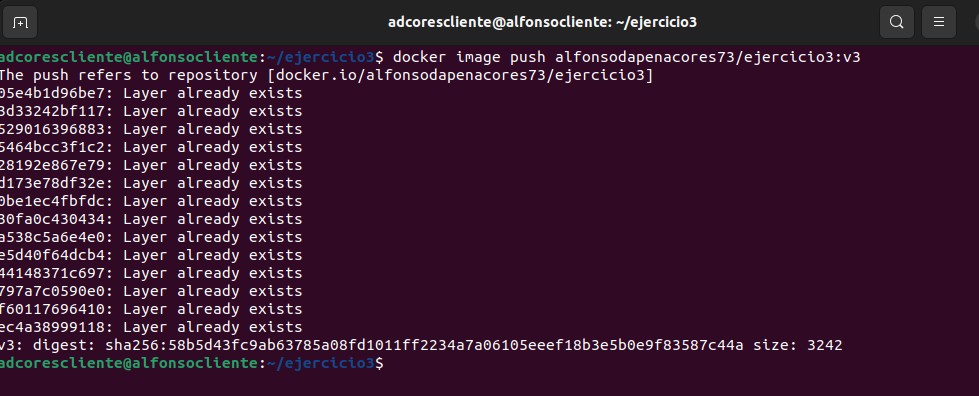 adcorescliente@alfonsocliente: ~/ejercicio3
adcorescliente@alfonsocliente:~/ejercicio3$ docker image push alfonsodapenacores73/ejercicio3:v3
The push refers to repository [docker.io/alfonsodapenacores73/ejercicio3]
05e4b1d96be7: Layer already exists
3d33242bf117: Layer already exists
529016396883: Layer already exists
5464bcc3f1c2: Layer already exists
28192e867e79: Layer already exists
d173e78df32e: Layer already exists
0be1ec4fbfdc: Layer already exists
30fa0c430434: Layer already exists
a538c5a6e4e0: Layer already exists
e5d40f64dcb4: Layer already exists
44148371c697: Layer already exists
797a7c0590e0: Layer already exists
f60117696410: Layer already exists
ec4a38999118: Layer already exists
v3: digest: sha256:58b5d43fc9ab63785a08fd1011ff2234a7a06105eeef18b3e5b0e9f83587c44a size: 3242
adcorescliente@alfonsocliente:~/ejercicio3$